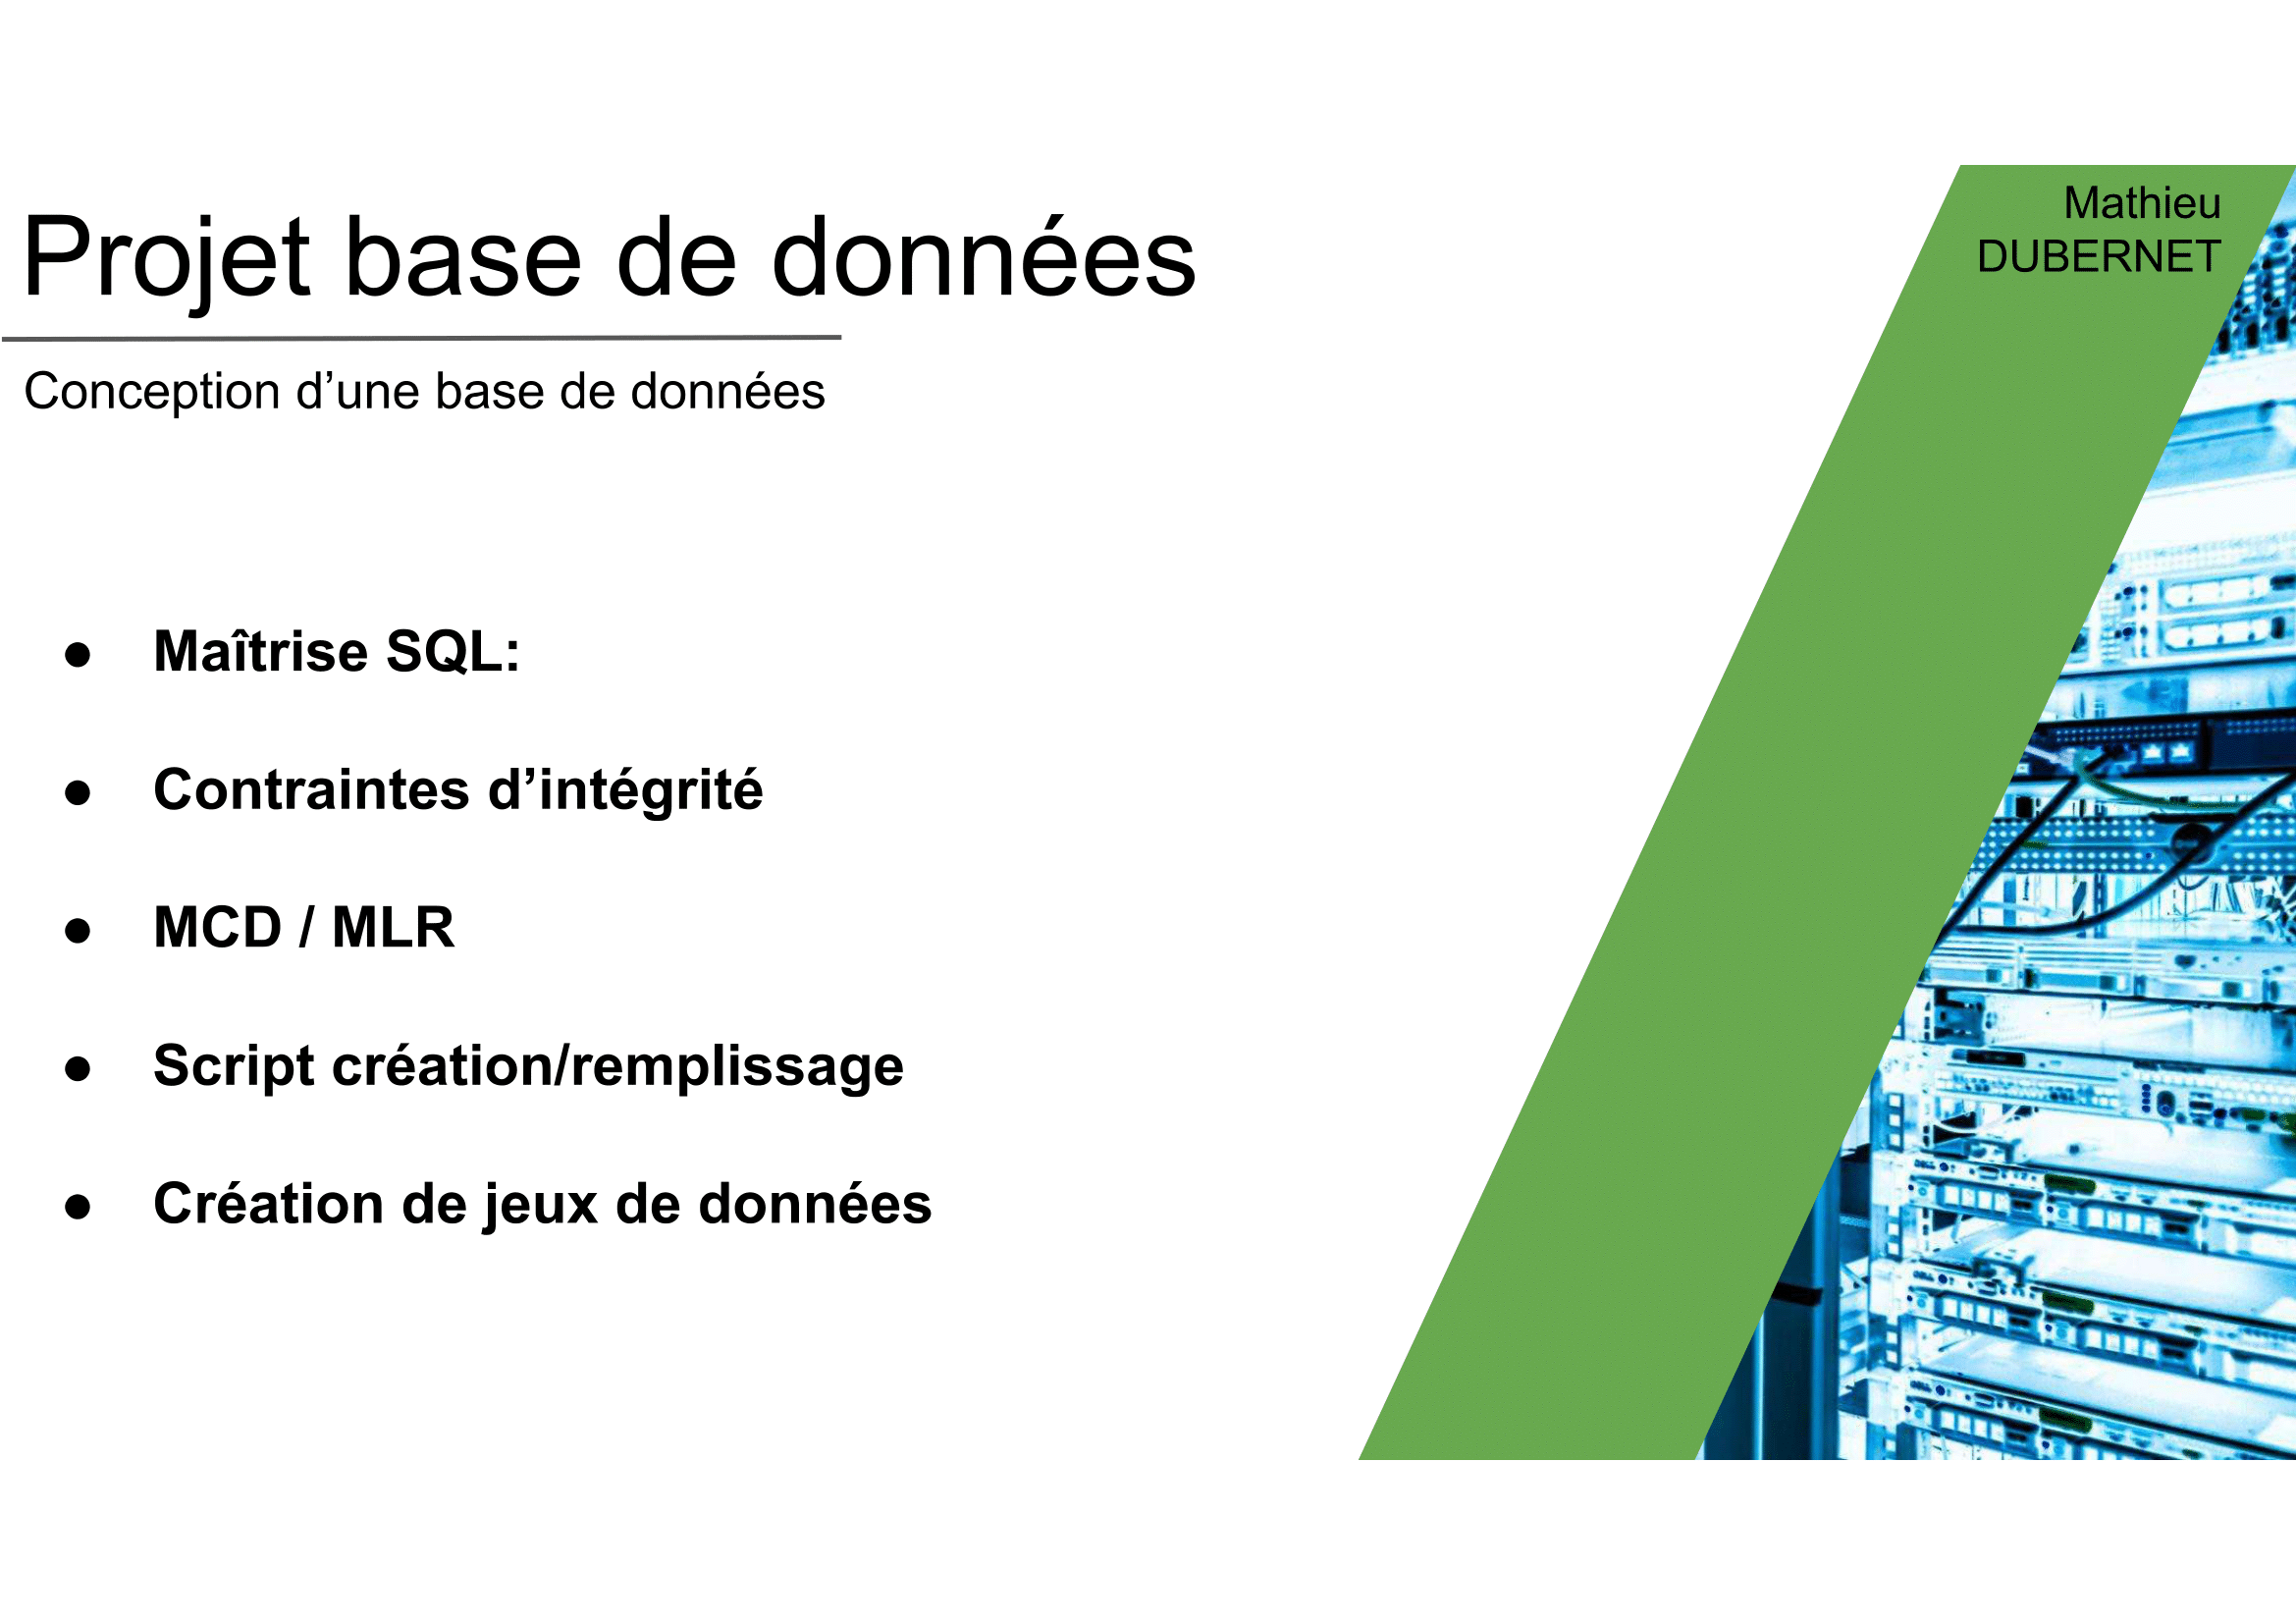 Projet base de données
Mathieu
DUBERNET
Conception d’une base de données
● Maîtrise SQL:
● Contraintes d’intégrité
● MCD / MLR
● Script création/remplissage
● Création de jeux de données